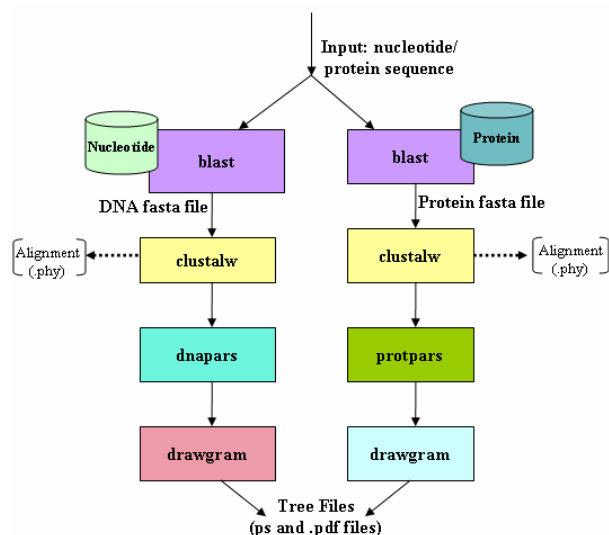 Input: nucleotide/
protein sequence
Nucleotide
blast
Protein
blast
DNA fasta file
Protein fasta file
Alignment
(.phy)
clustalw
clustalw
Alignment
(.phy)
dnapars
protpars
drawgram
drawgram
Tree Files
(ps and .pdf files)